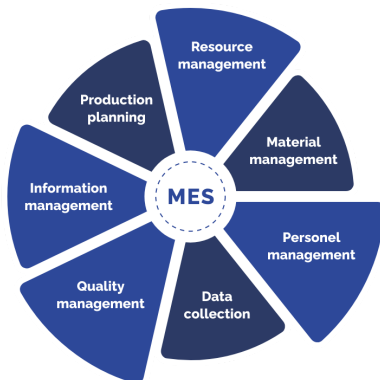 Resource
management
Material
management
Personel
management
Data
collection
Quality
management
Information
management
Production
planning
MES